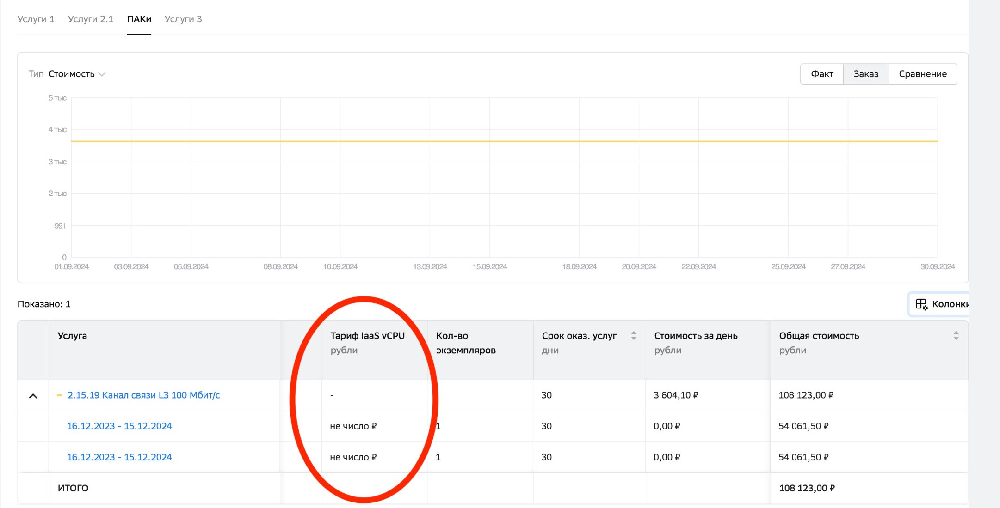 Услуги 1 Услуги 2.1 ПАКи Услуги 3
Тип Стоимость Факт Заказ Сравнение
5 тыс
4 тыс
3 тыс
2 тыс
991
0
01.09.2024 03.09.2024 05.09.2024 08.09.2024 10.09.2024 13.09.2024 15.09.2024 18.09.2024 20.09.2024 22.09.2024 25.09.2024 27.09.2024 30.09.2024
Показано: 1 Колонки
Услуга Тариф IaaS vCPU Кол-во Срок оказ. услуг Стоимость за день Общая стоимость
рубли экземпляров дни рубли рубли
2.15.19 Канал связи L3 100 Мбит/с - 30 3 604,10 ₽ 108 123,00 ₽
16.12.2023 - 15.12.2024 не число ₽ 1 30 0,00 ₽ 54 061,50 ₽
16.12.2023 - 15.12.2024 не число ₽ 1 30 0,00 ₽ 54 061,50 ₽
ИТОГО 108 123,00 ₽